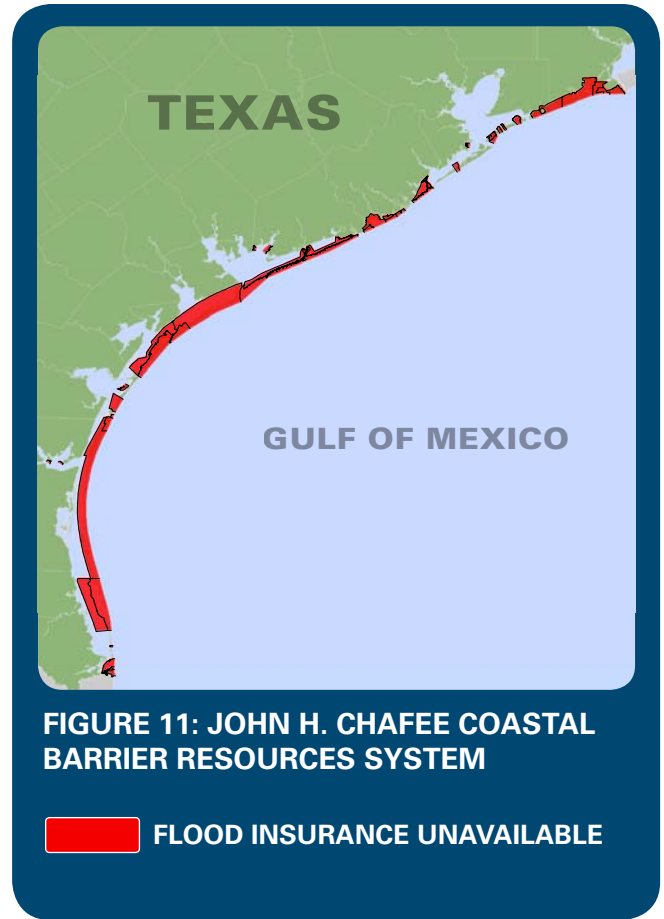 TEXAS
GULF OF MEXICO
FIGURE 11: JOHN H. CHAFEE COASTAL
BARRIER RESOURCES SYSTEM
FLOOD INSURANCE UNAVAILABLE